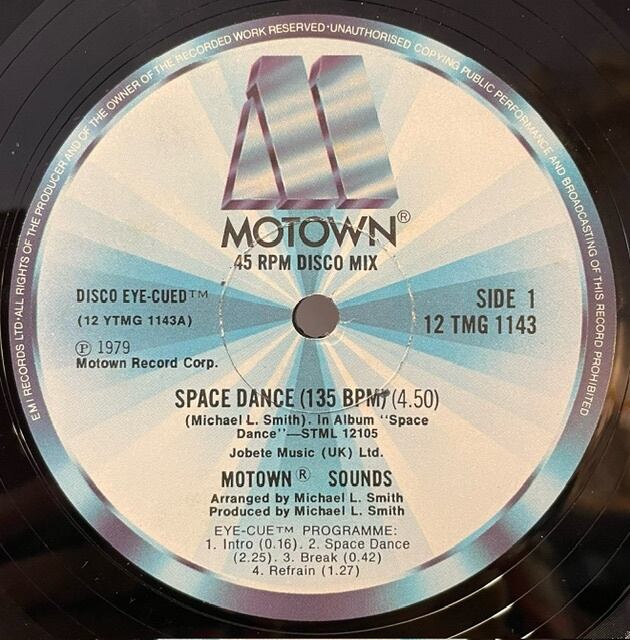 EMI RECORDS LTD·ALL RIGHTS OF THE PRODUCER AND OF THE OWNER OF THE RECORDED WORK RESERVED·UNAUTHORISED COPYING PUBLIC PERFORMANCE AND BROADCASTING OF THIS RECORD PROHIBITED
M
MOTOWN®
45 RPM DISCO MIX
DISCO EYE-CUED™
SIDE 1
(12 YTMG 1143A)
12 TMG 1143
℗ 1979
Motown Record Corp.
SPACE DANCE (135 BPM) (4.50)
(Michael L. Smith). In Album "Space
Dance"—STML 12105
Jobete Music (UK) Ltd.
MOTOWN® SOUNDS
Arranged by Michael L. Smith
Produced by Michael L. Smith
EYE-CUE™ PROGRAMME:
1. Intro (0.16). 2. Space Dance
(2.25). 3. Break (0.42)
4. Refrain (1.27)